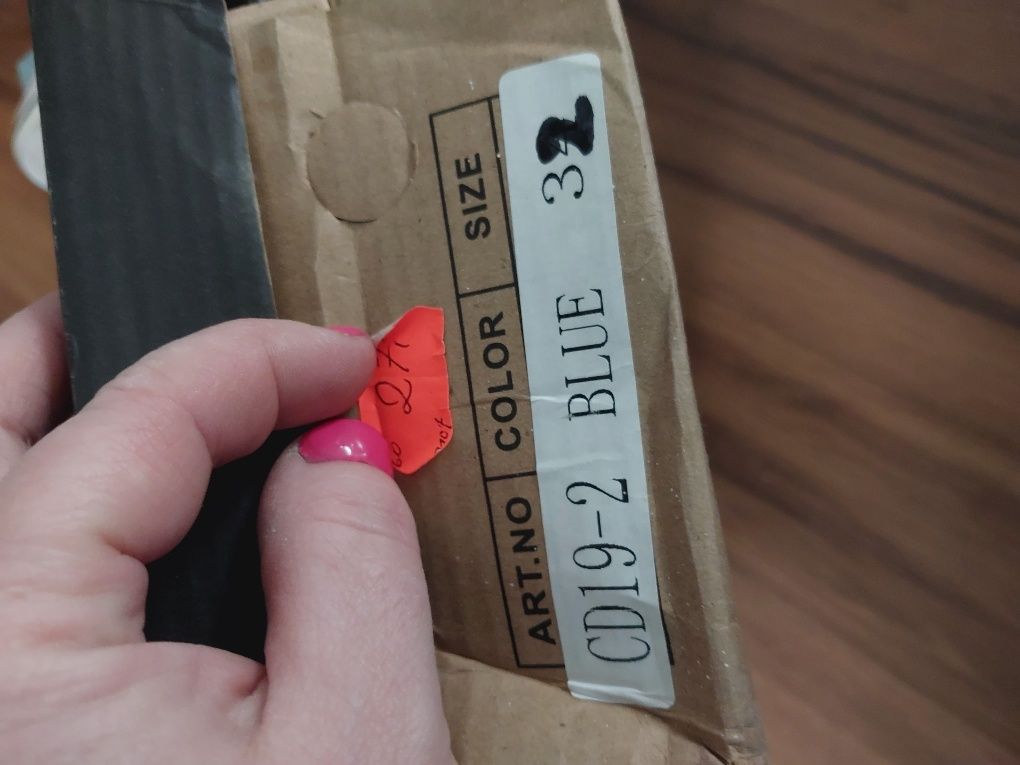 ART.NO COLOR SIZE
CD19-2 BLUE 32
27,